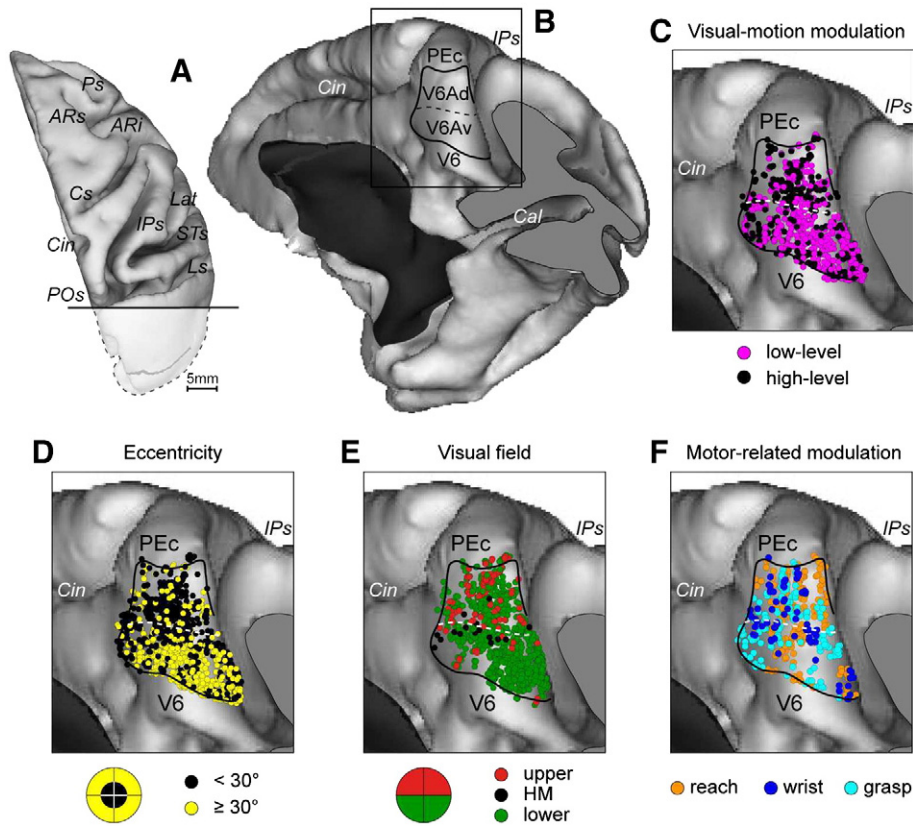 A
Ps
ARs
ARi
Cs
Lat
IPs
STs
Cin
Ls
POs
5mm
B
IPs
PEc
Cin
V6Ad
V6Av
V6
Cal
C Visual-motion modulation
IPs
PEc
Cin
V6
low-level
high-level
D Eccentricity
IPs
PEc
Cin
V6
< 30°
≥ 30°
E Visual field
IPs
PEc
Cin
V6
upper
HM
lower
F Motor-related modulation
IPs
PEc
Cin
V6
reach wrist grasp